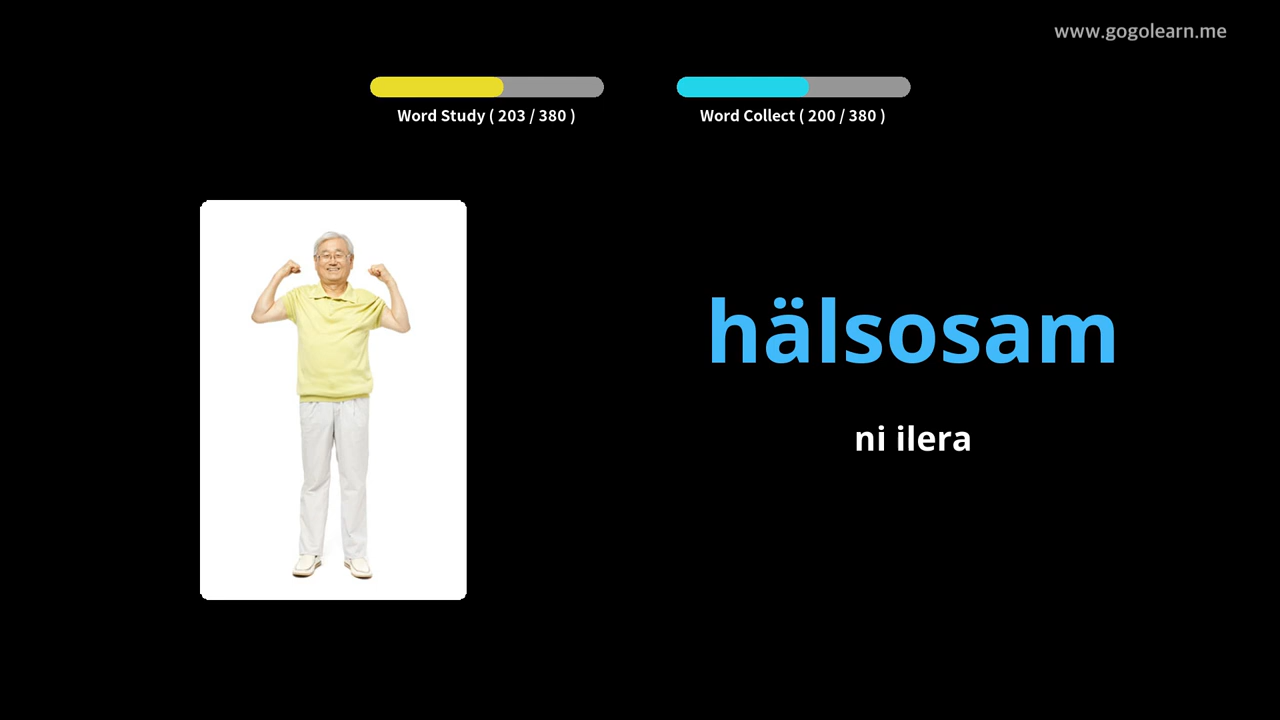 www.gogolearn.me
Word Study ( 203 / 380 )
Word Collect ( 200 / 380 )
hälsosam
ni ilera